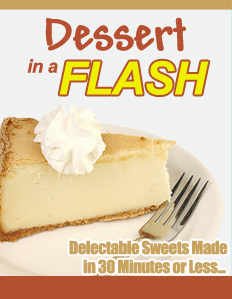 Dessert
in a FLASH
Delectable Sweets Made
in 30 Minutes or Less...